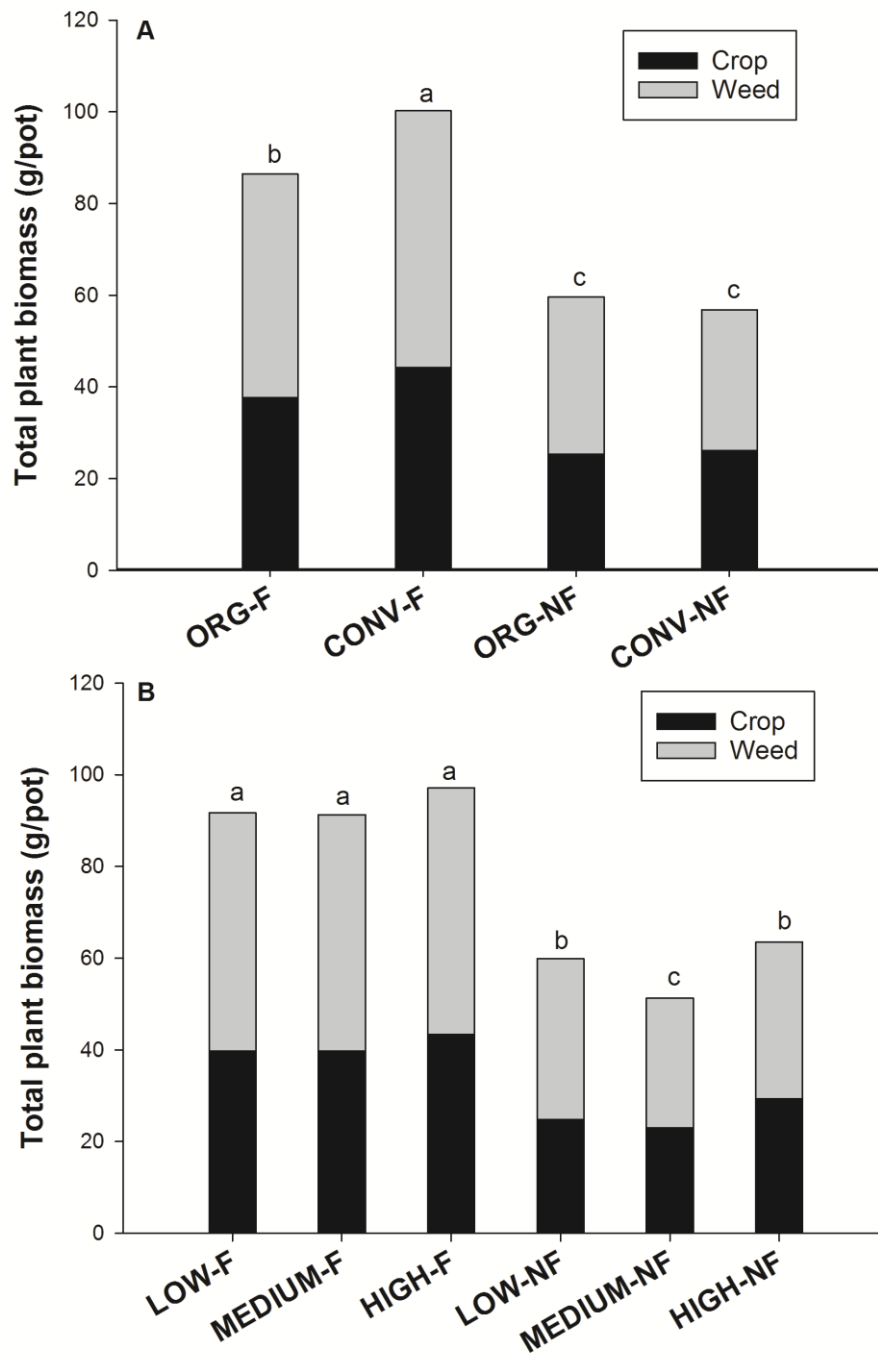 A
Crop
Weed
Total plant biomass (g/pot)
120
100
80
60
40
20
0
b
a
c
c
ORG-F
CONV-F
ORG-NF
CONV-NF
B
Crop
Weed
Total plant biomass (g/pot)
120
100
80
60
40
20
0
a
a
a
b
c
b
LOW-F
MEDIUM-F
HIGH-F
LOW-NF
MEDIUM-NF
HIGH-NF